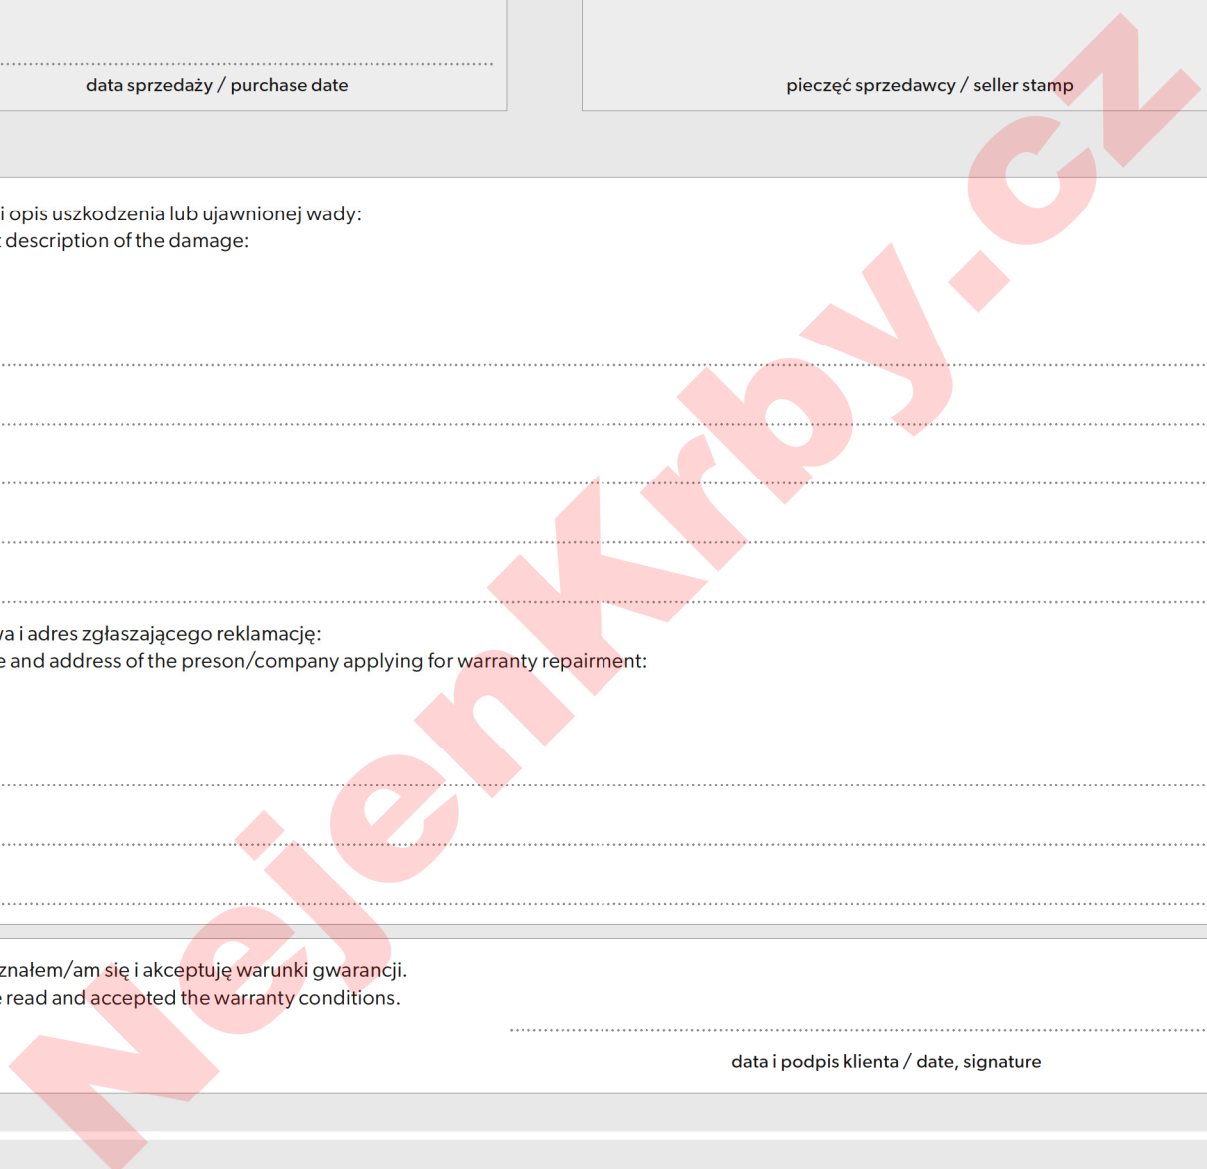 data sprzedaży / purchase date
pieczęć sprzedawcy / seller stamp
i opis uszkodzenia lub ujawnionej wady:
description of the damage:
i adres zgłaszającego reklamację:
and address of the preson/company applying for warranty repairment:
znałem/am się i akceptuję warunki gwarancji.
read and accepted the warranty conditions.
data i podpis klienta / date, signature
NejenKrby.cz